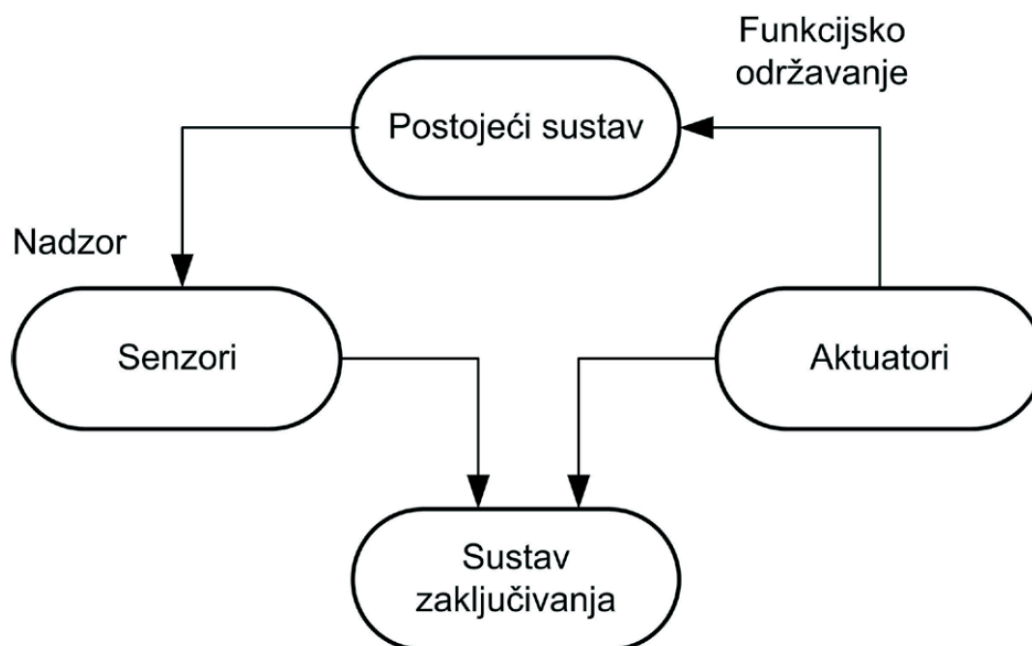 Funkcijsko
održavanje
Postojeći sustav
Nadzor
Senzori
Aktuatori
Sustav
zaključivanja